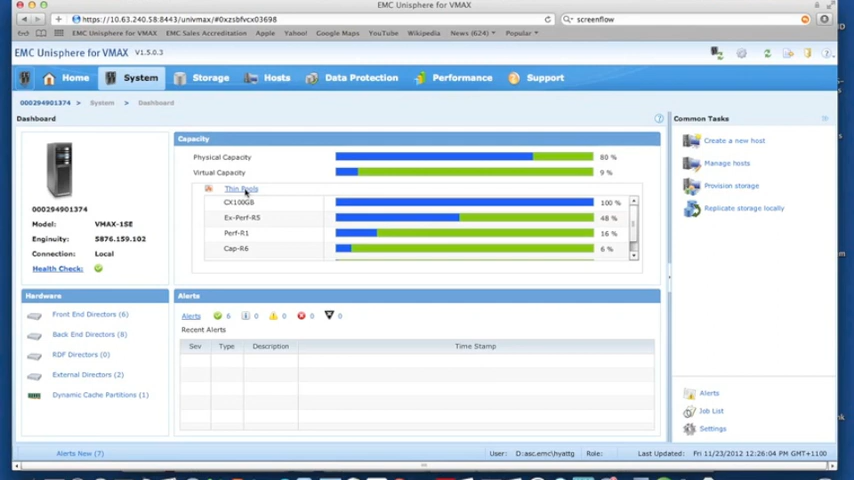 EMC Unisphere for VMAX
https://10.63.240.58:8443/univmax/#0xzsbfvcx03698
screenflow
EMC Unisphere for VMAX
EMC Sales Accreditation
Apple
Yahoo!
Google Maps
YouTube
Wikipedia
News (624)
Popular
EMC Unisphere for VMAX V1.5.0.3
Home
System
Storage
Hosts
Data Protection
Performance
Support
000294901374 > System > Dashboard
Dashboard
000294901374
Model: VMAX-1SE
Enginuity: 5876.159.102
Connection: Local
Health Check:
Capacity
Physical Capacity 80 %
Virtual Capacity 9 %
Thin Pools
CX100GB 100 %
Ex-Perf-R5 48 %
Perf-R1 16 %
Cap-R6 6 %
Hardware
Front End Directors (6)
Back End Directors (8)
RDF Directors (0)
External Directors (2)
Dynamic Cache Partitions (1)
Alerts
Alerts 6 0 0 0 0
Recent Alerts
Sev Type Description Time Stamp
Common Tasks
Create a new host
Manage hosts
Provision storage
Replicate storage locally
Alerts
Job List
Settings
Alerts New (7)
User: D:asc.emc\hyattg
Role:
Last Updated: Fri 11/23/2012 12:26:04 PM GMT+1100